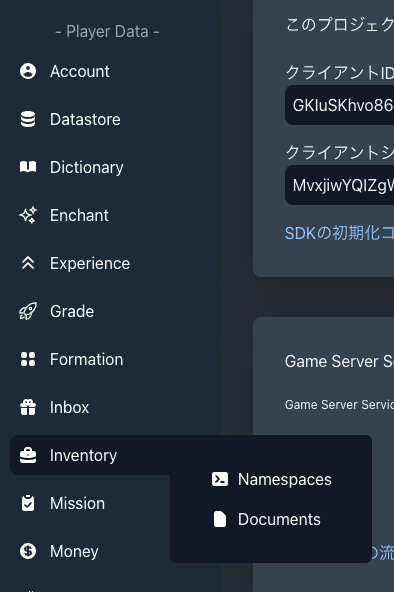 - Player Data -
Account
Datastore
Dictionary
Enchant
Experience
Grade
Formation
Inbox
Inventory
Mission
Money
Namespaces
Documents
このプロジェク
クライアントID
GKIuSKhvo86
クライアントシ
MvxjiwYQIZgW
SDKの初期化コ
Game Server Se
Game Server Servic
の流